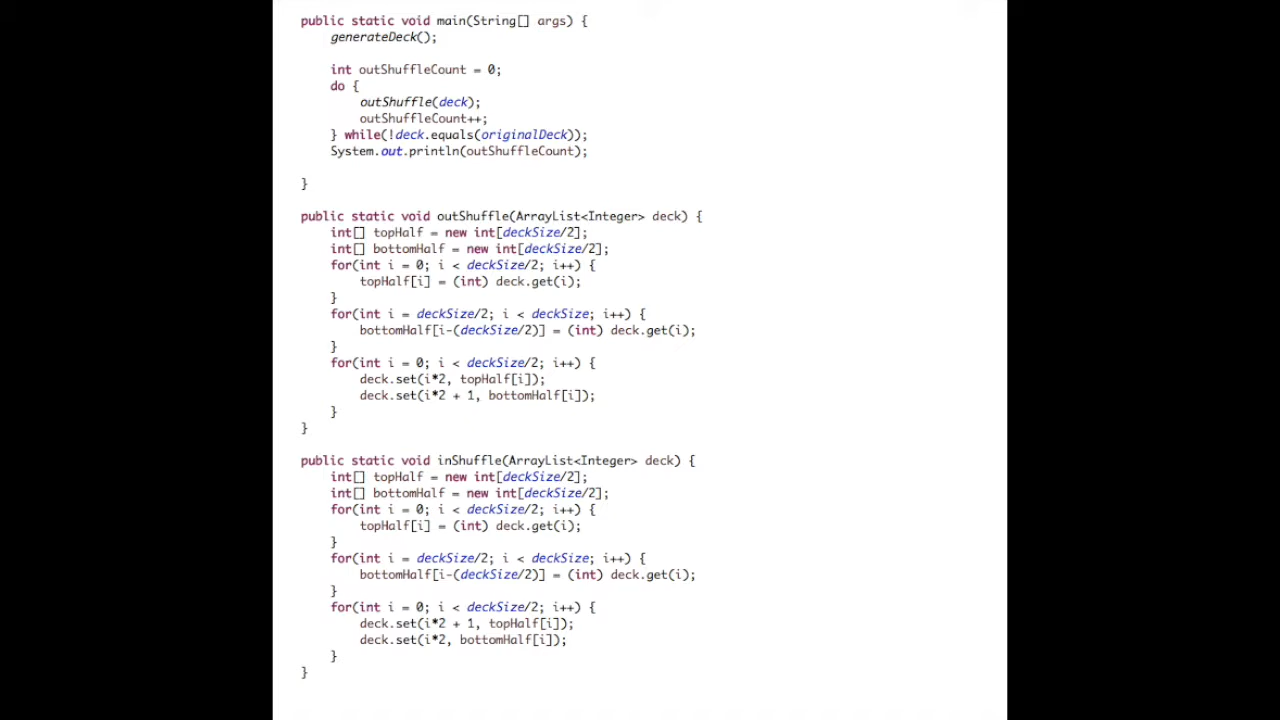 public static void main(String[] args) {
generateDeck();
int outShuffleCount = 0;
do {
outShuffle(deck);
outShuffleCount++;
} while(!deck.equals(originalDeck));
System.out.println(outShuffleCount);
}
public static void outShuffle(ArrayList<Integer> deck) {
int[] topHalf = new int[deckSize/2];
int[] bottomHalf = new int[deckSize/2];
for(int i = 0; i < deckSize/2; i++) {
topHalf[i] = (int) deck.get(i);
}
for(int i = deckSize/2; i < deckSize; i++) {
bottomHalf[i-(deckSize/2)] = (int) deck.get(i);
}
for(int i = 0; i < deckSize/2; i++) {
deck.set(i*2, topHalf[i]);
deck.set(i*2 + 1, bottomHalf[i]);
}
}
public static void inShuffle(ArrayList<Integer> deck) {
int[] topHalf = new int[deckSize/2];
int[] bottomHalf = new int[deckSize/2];
for(int i = 0; i < deckSize/2; i++) {
topHalf[i] = (int) deck.get(i);
}
for(int i = deckSize/2; i < deckSize; i++) {
bottomHalf[i-(deckSize/2)] = (int) deck.get(i);
}
for(int i = 0; i < deckSize/2; i++) {
deck.set(i*2 + 1, topHalf[i]);
deck.set(i*2, bottomHalf[i]);
}
}